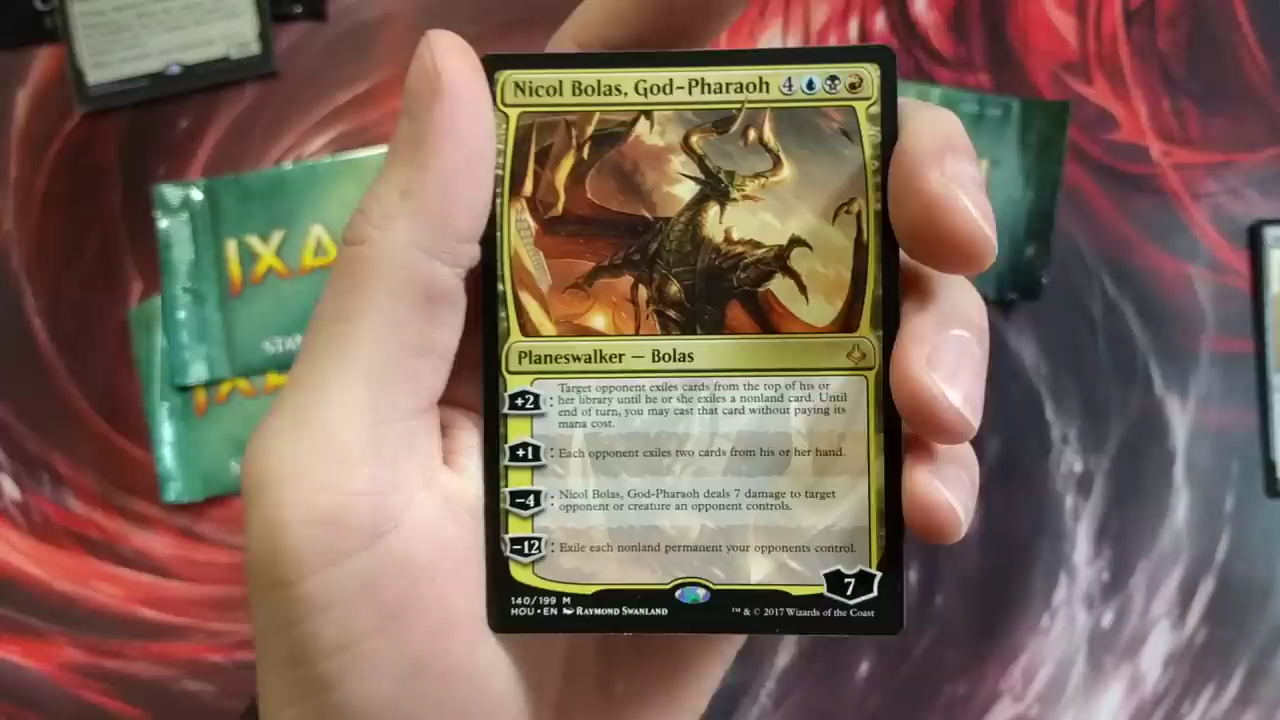 Nicol Bolas, God-Pharaoh 4
IXA
STA
IXA
Planeswalker — Bolas
+2: Target opponent exiles cards from the top of his or
her library until he or she exiles a nonland card. Until
end of turn, you may cast that card without paying its
mana cost.
+1: Each opponent exiles two cards from his or her hand.
−4: Nicol Bolas, God-Pharaoh deals 7 damage to target
opponent or creature an opponent controls.
−12: Exile each nonland permanent your opponents control.
7
140/199 M
HOU • EN Raymond Swanland
™ & © 2017 Wizards of the Coast